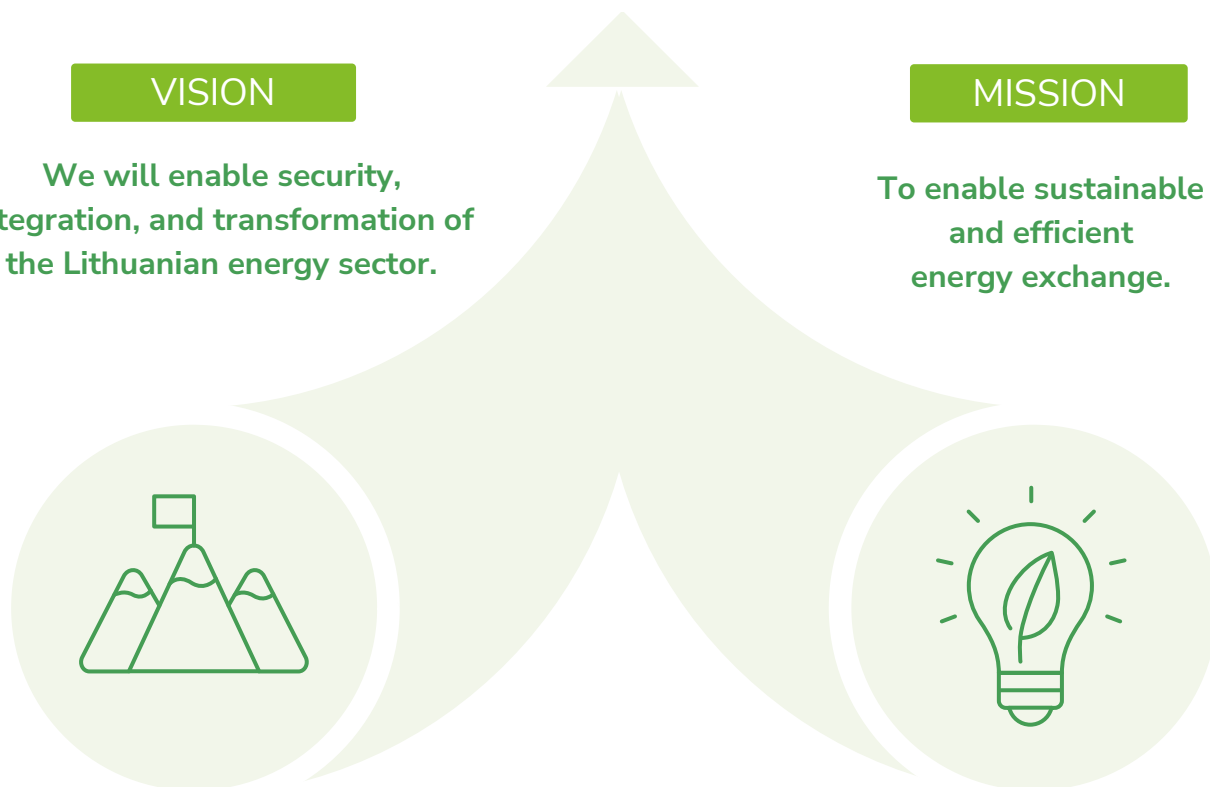 VISION
We will enable security,
tegration, and transformation of
the Lithuanian energy sector.
MISSION
To enable sustainable
and efficient
energy exchange.